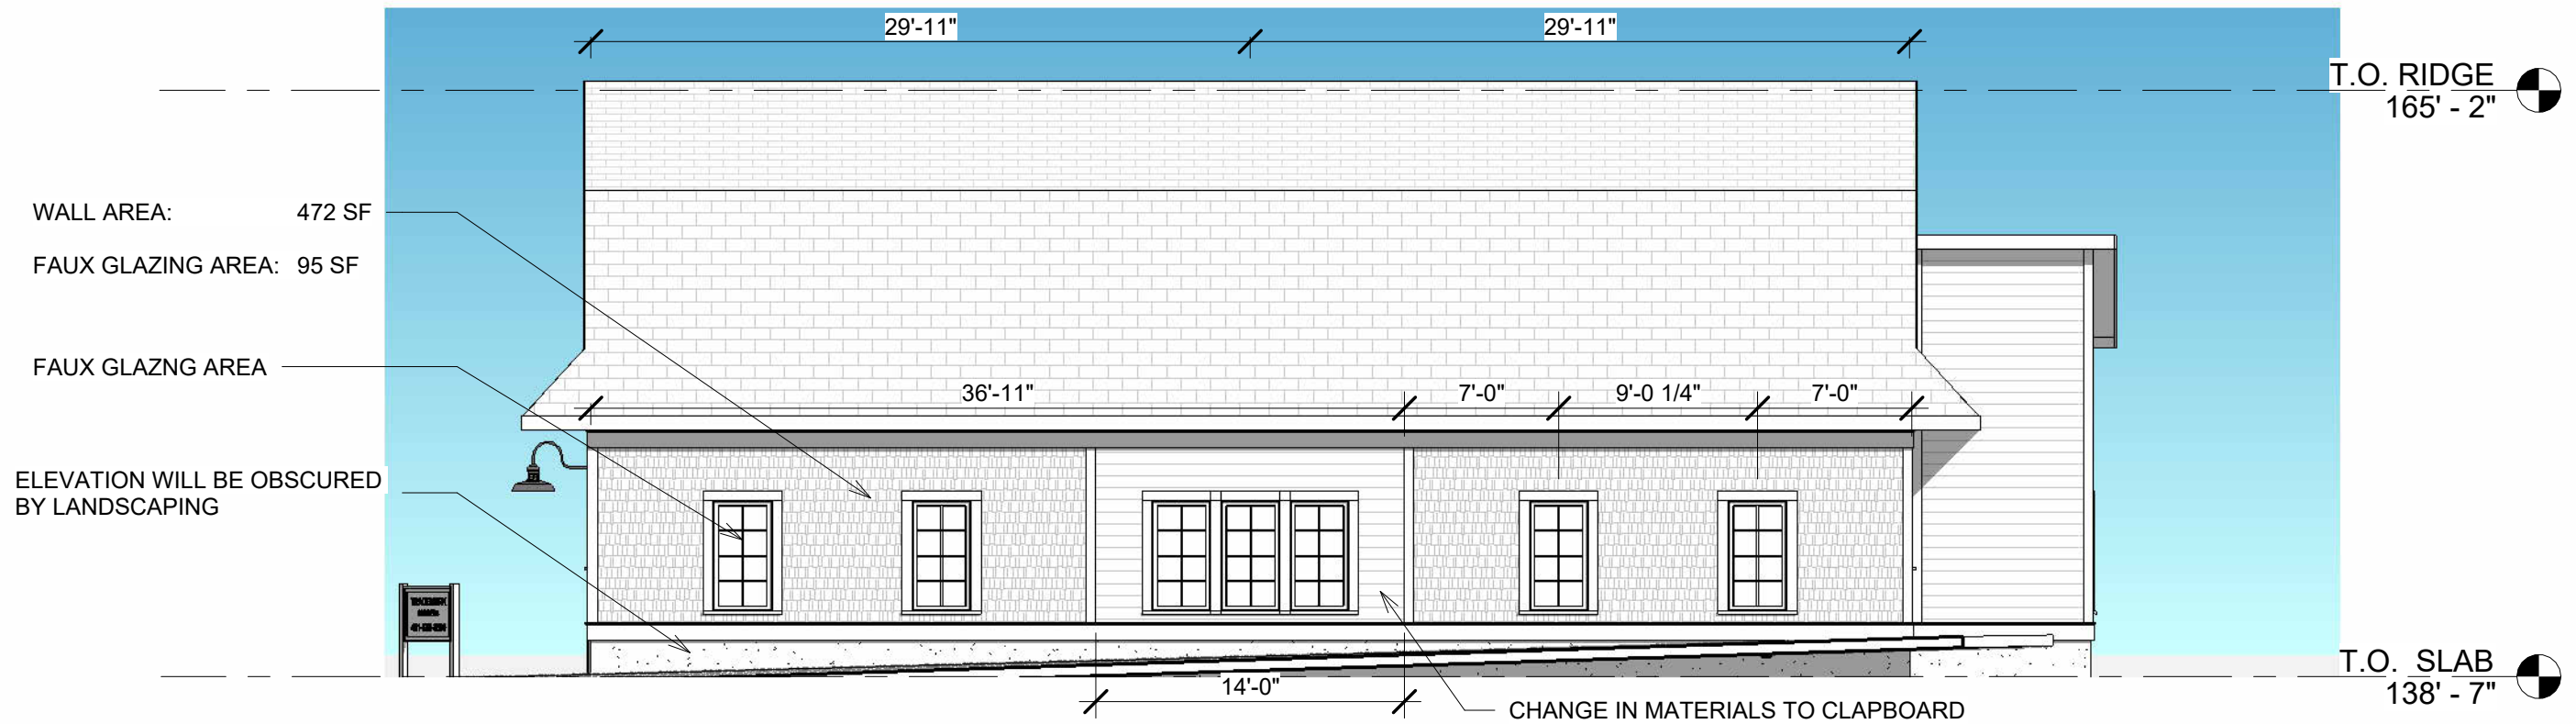 29'-11" 29'-11"
T.O. RIDGE
165' - 2"
WALL AREA: 472 SF
FAUX GLAZING AREA: 95 SF
FAUX GLAZNG AREA
36'-11" 7'-0" 9'-0 1/4" 7'-0"
ELEVATION WILL BE OBSCURED
BY LANDSCAPING
T.O. SLAB
138' - 7"
14'-0"
CHANGE IN MATERIALS TO CLAPBOARD